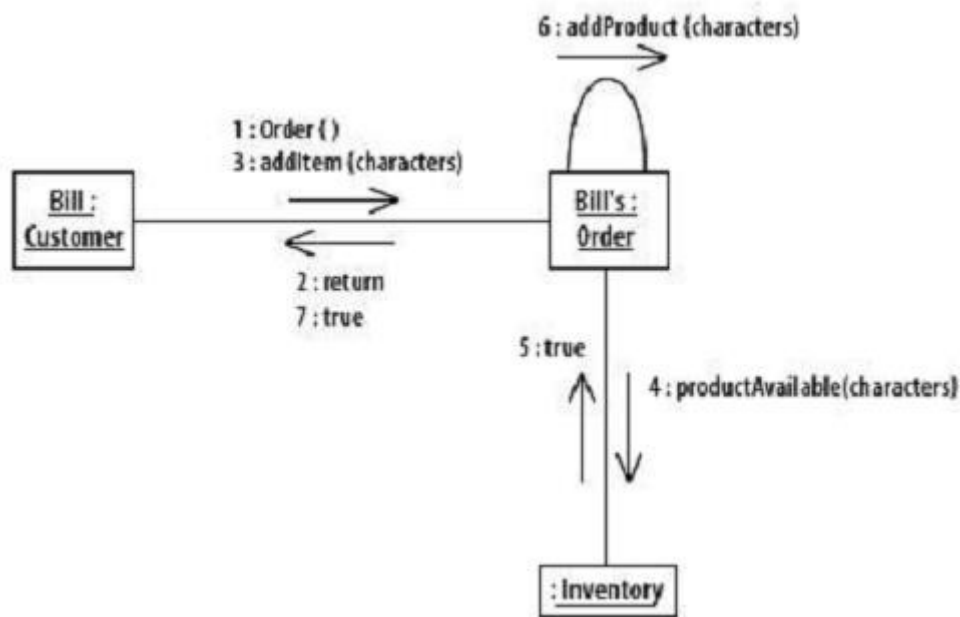 6 : addProduct (characters)
1 : Order ( )
3 : addItem (characters)
Bill :
Customer
Bill's :
Order
2 : return
7 : true
5 : true
4 : productAvailable(characters)
: Inventory